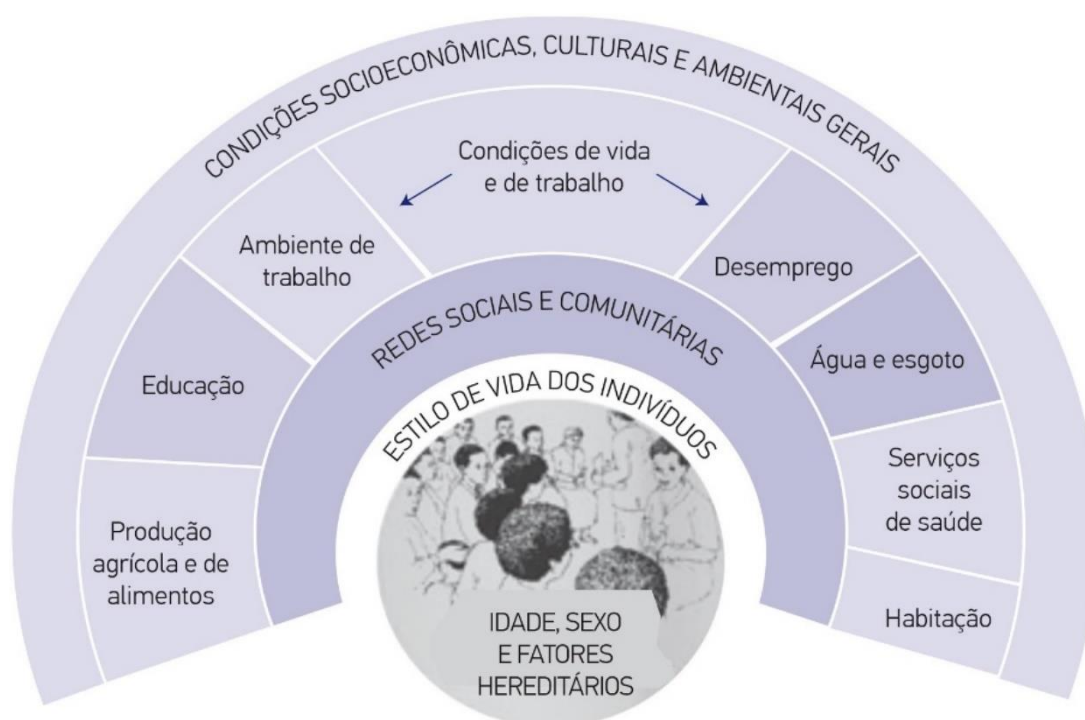 CONDIÇÕES SOCIOECONÔMICAS, CULTURAIS E AMBIENTAIS GERAIS
Condições de vida
e de trabalho
Ambiente de
trabalho
Desemprego
REDES SOCIAIS E COMUNITÁRIAS
Educação
Água e esgoto
ESTILO DE VIDA DOS INDIVÍDUOS
Produção
agrícola e de
alimentos
Serviços
sociais
de saúde
Habitação
IDADE, SEXO
E FATORES
HEREDITÁRIOS